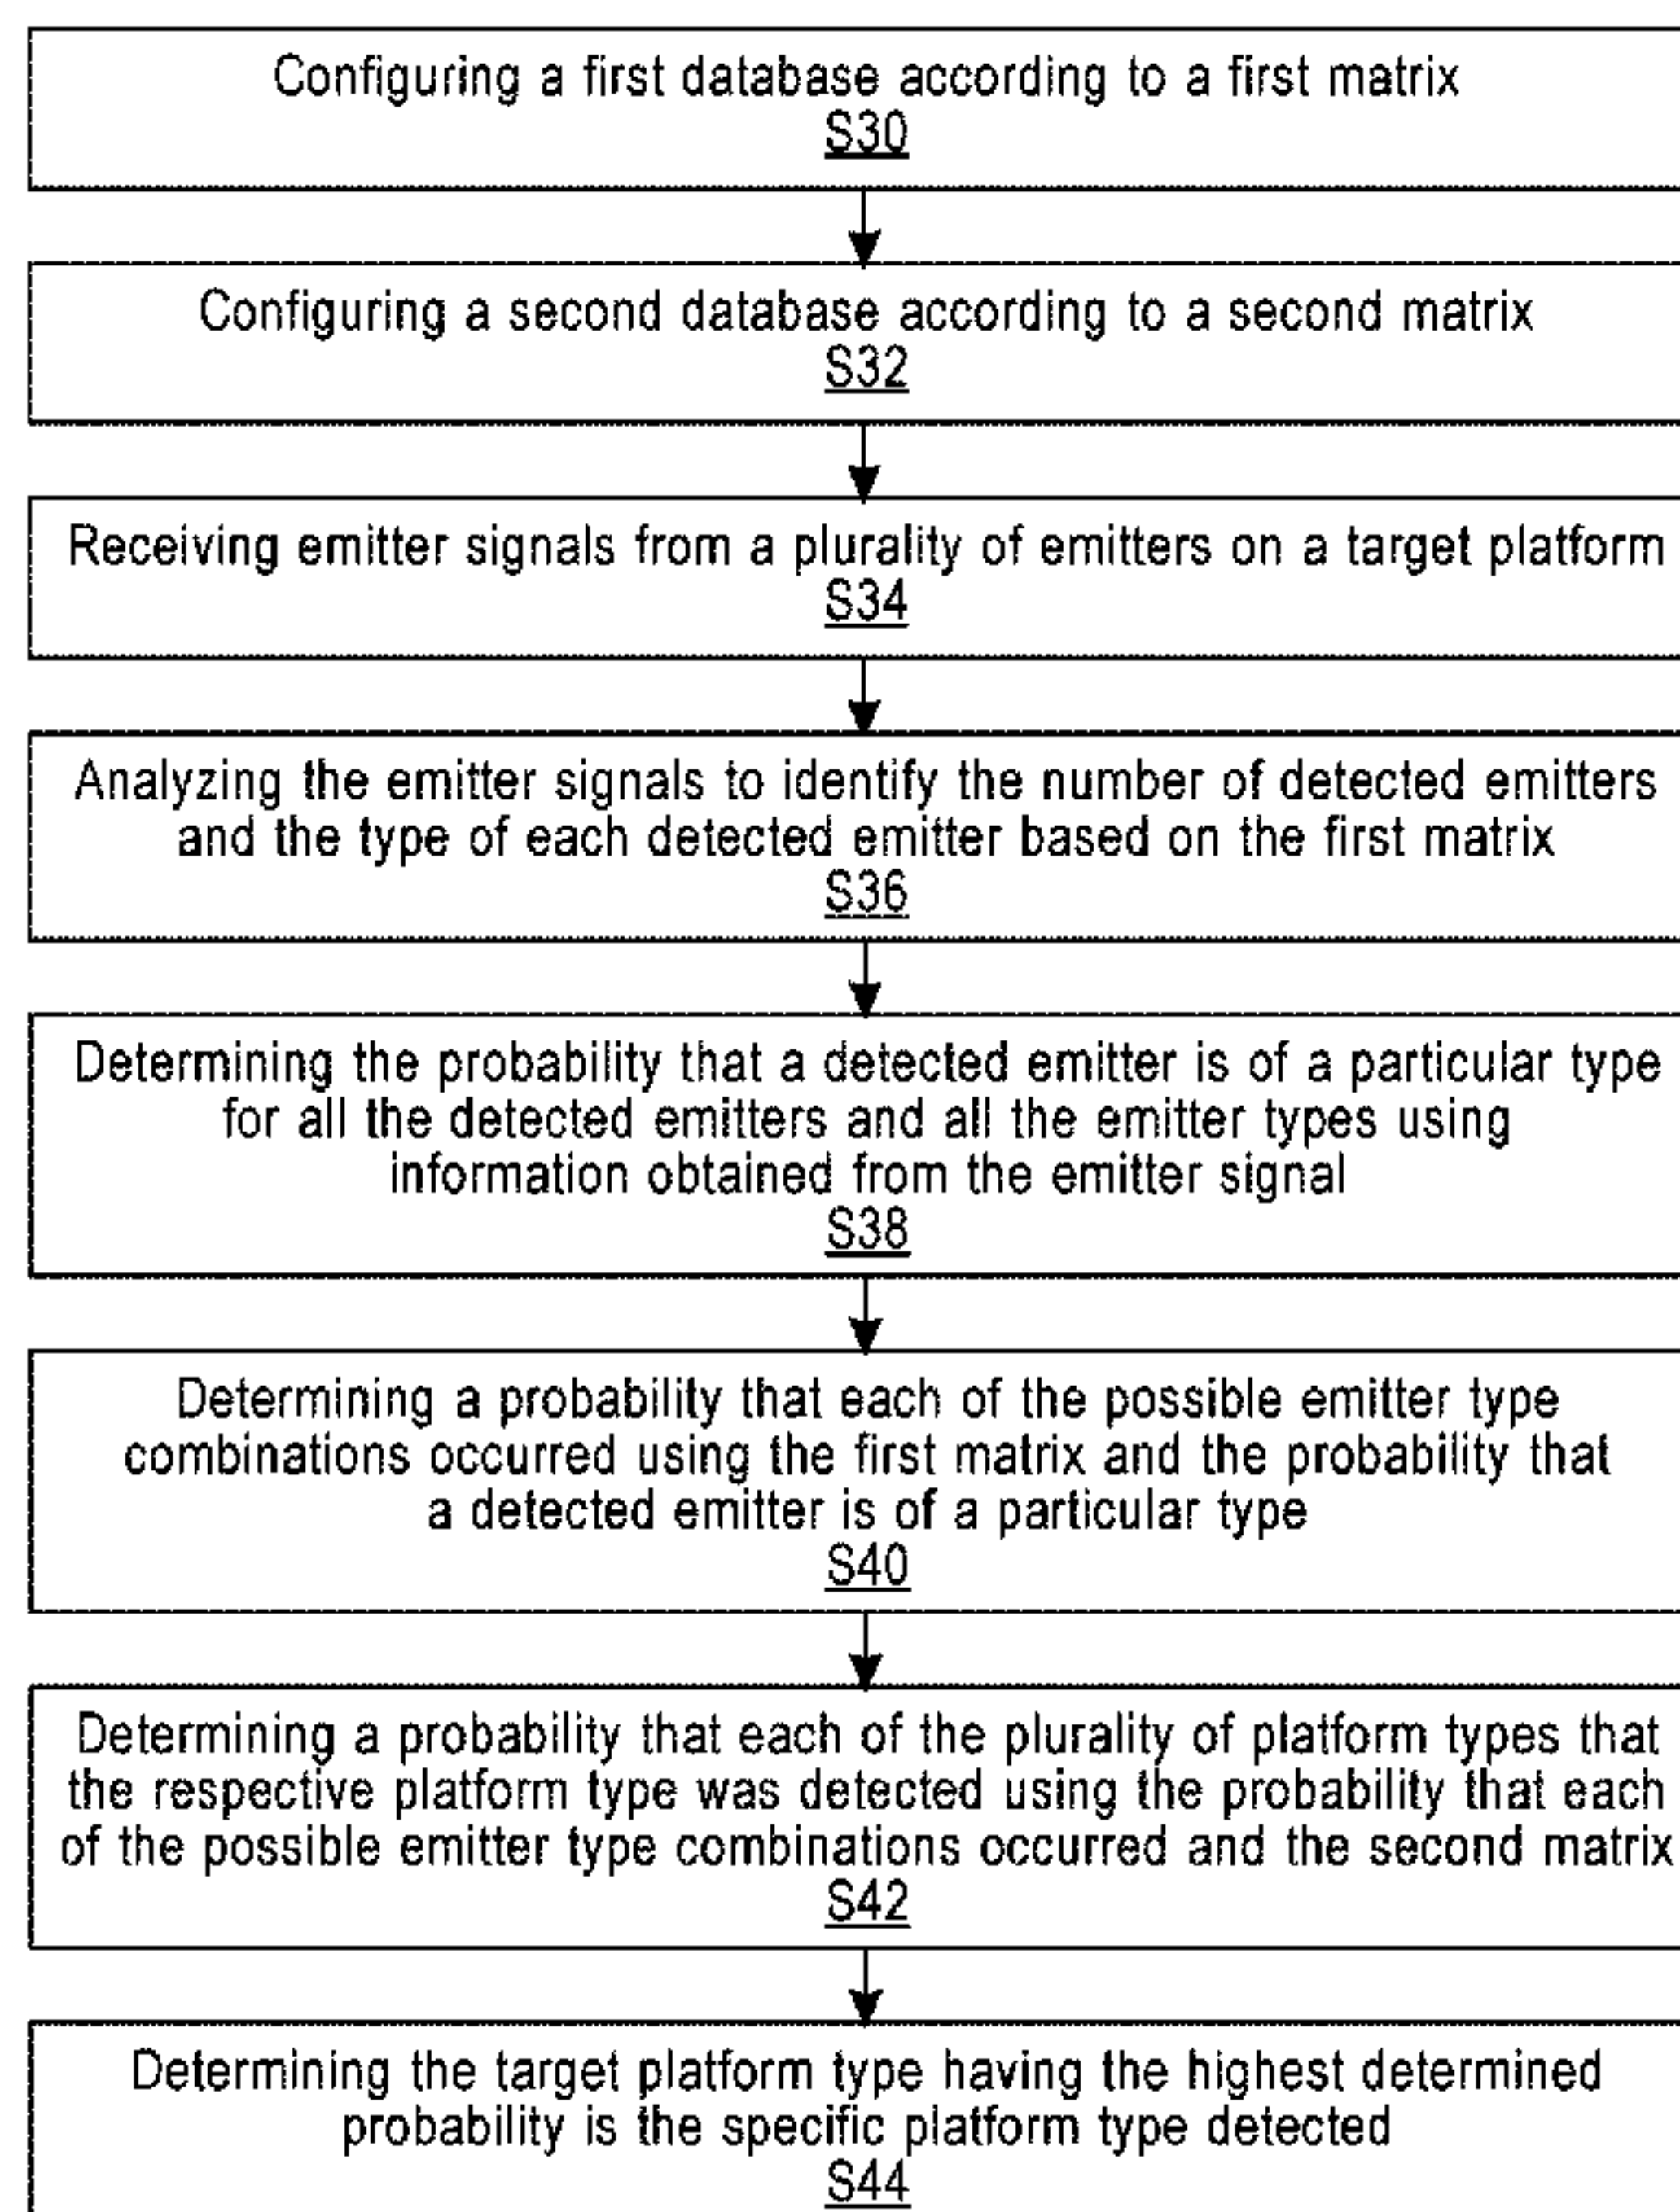 Configuring a first database according to a first matrix
S30
Configuring a second database according to a second matrix
S32
Receiving emitter signals from a plurality of emitters on a target platform
S34
Analyzing the emitter signals to identify the number of detected emitters
and the type of each detected emitter based on the first matrix
S36
Determining the probability that a detected emitter is of a particular type
for all the detected emitters and all the emitter types using
information obtained from the emitter signal
S38
Determining a probability that each of the possible emitter type
combinations occurred using the first matrix and the probability that
a detected emitter is of a particular type
S40
Determining a probability that each of the plurality of platform types that
the respective platform type was detected using the probability that each
of the possible emitter type combinations occurred and the second matrix
S42
Determining the target platform type having the highest determined
probability is the specific platform type detected
S44